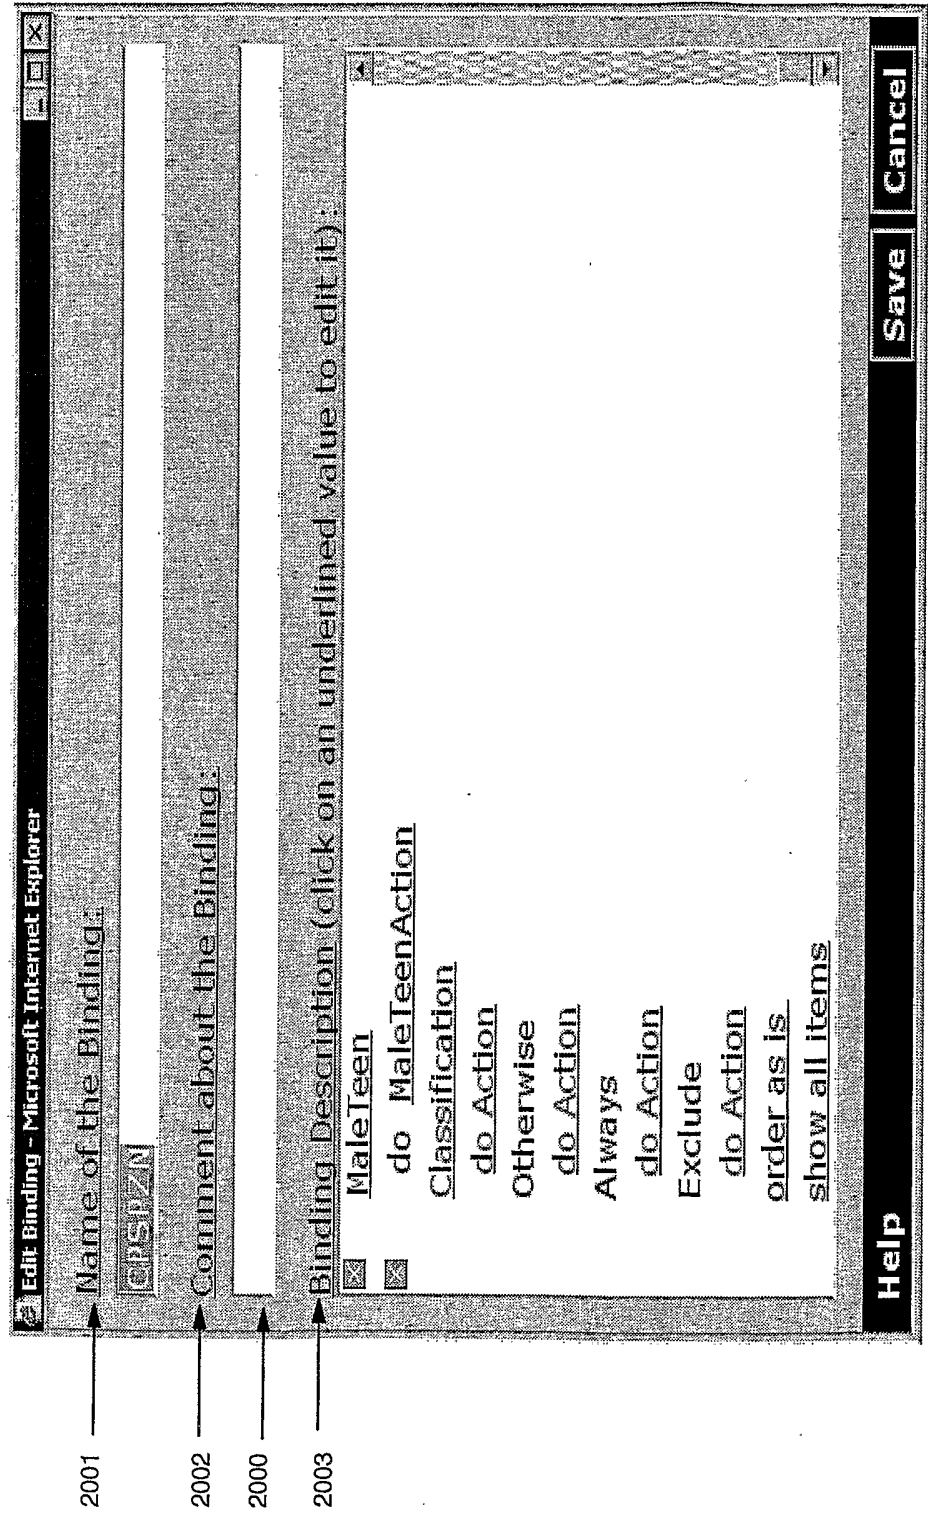 Edit Binding - Microsoft Internet Explorer
2001
Name of the Binding:
2002
Comment about the Binding:
2000
2003
Binding Description (click on an underlined value to edit it):
MaleTeen
do MaleTeenAction
Classification
do Action
Otherwise
do Action
Always
do Action
Exclude
do Action
order as is
show all items
Help
Save
Cancel